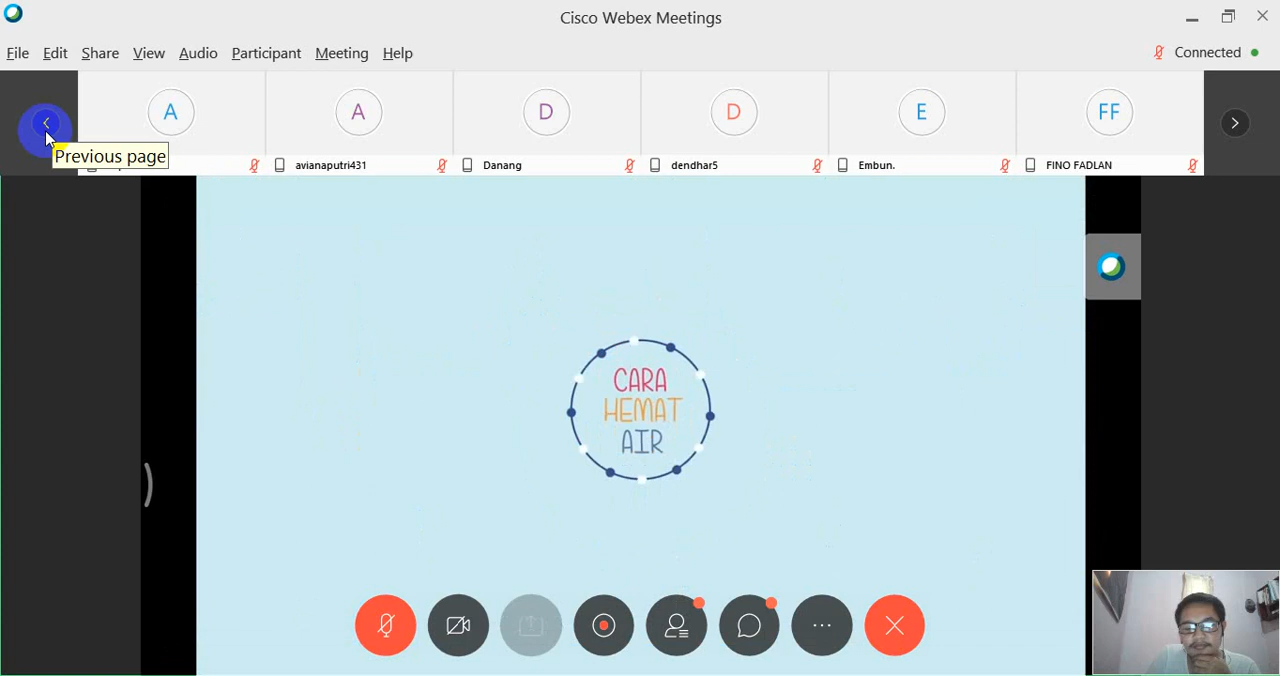 Cisco Webex Meetings
File Edit Share View Audio Participant Meeting Help
Connected
A
A
D
D
E
FF
Previous page
avianaputri431
Danang
dendhar5
Embun.
FINO FADLAN
CARA
HEMAT
AIR